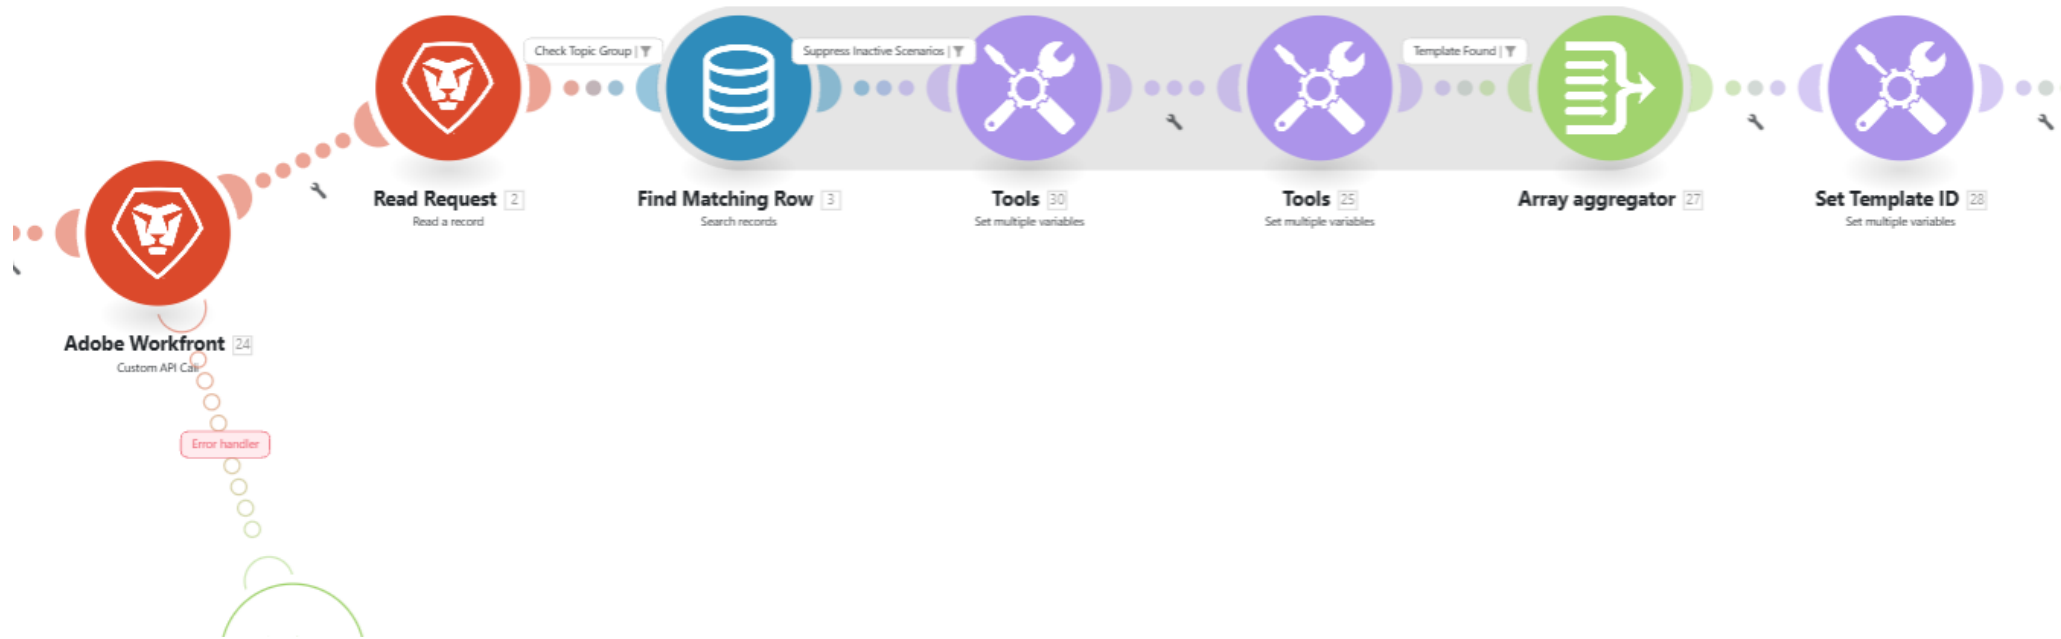 Check Topic Group |
Suppress Inactive Scenarios |
Template Found |
Read Request 2
Read a record
Find Matching Row 3
Search records
Tools 30
Set multiple variables
Tools 25
Set multiple variables
Array aggregator 27
Set Template ID 28
Set multiple variables
Adobe Workfront 24
Custom API Call
Error handler